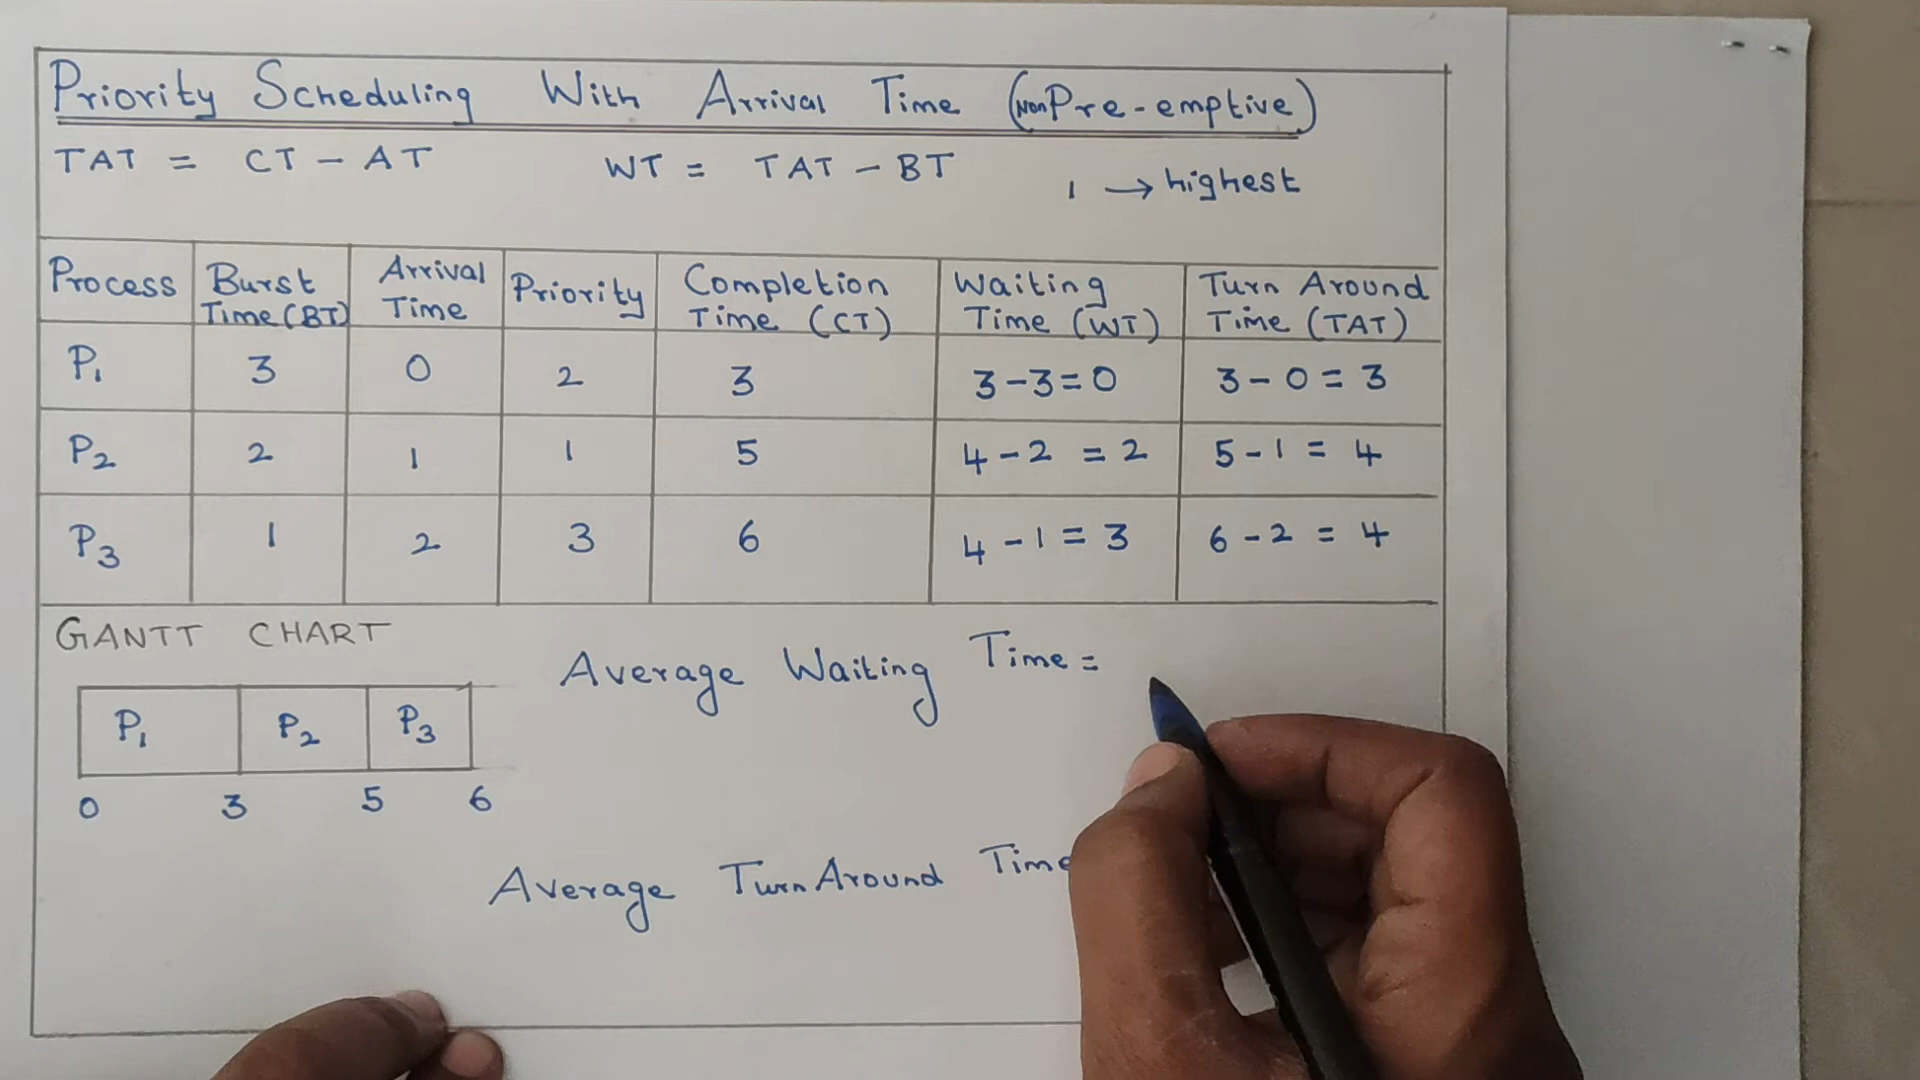 Priority Scheduling With Arrival Time (Non Pre-emptive)
TAT = CT - AT WT = TAT - BT 1 → highest
Process Burst Time (BT) Arrival Time Priority Completion Time (CT) Waiting Time (WT) Turn Around Time (TAT)
P1 3 0 2 3 3-3=0 3-0=3
P2 2 1 1 5 4-2=2 5-1=4
P3 1 2 3 6 4-1=3 6-2=4
GANTT CHART
P1 P2 P3
0 3 5 6
Average Waiting Time =
Average TurnAround Time